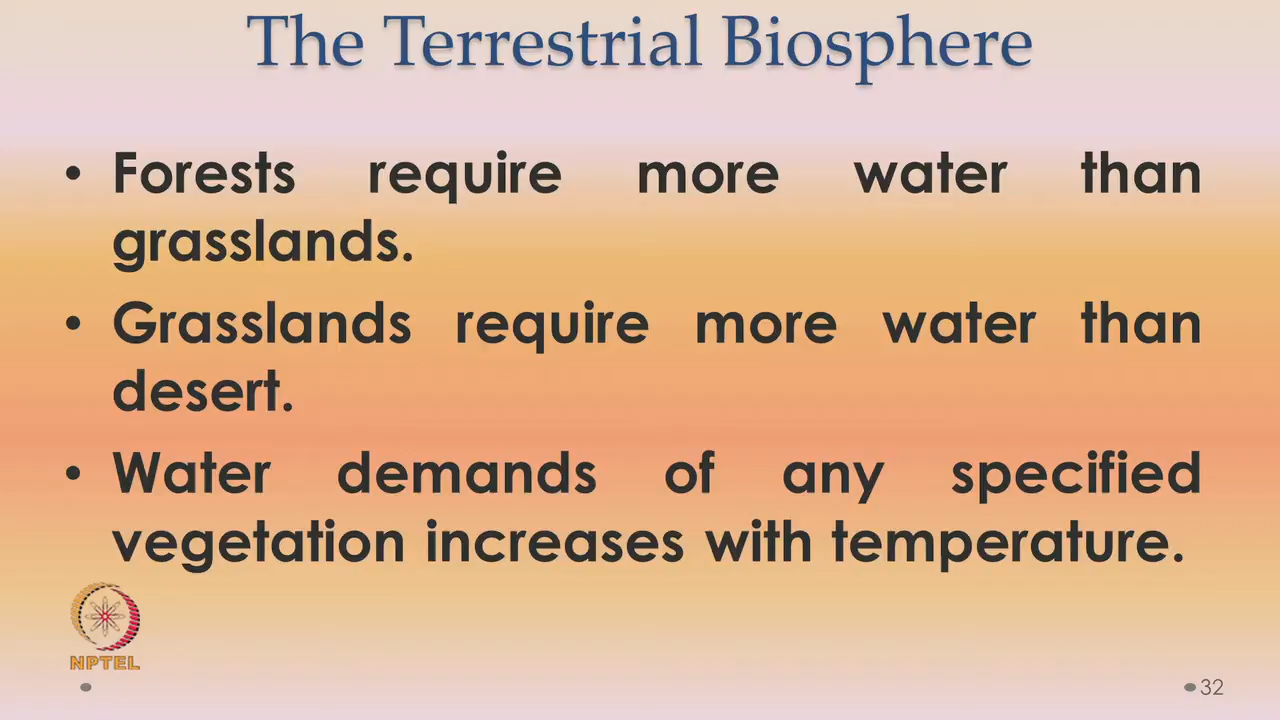 The Terrestrial Biosphere
• Forests require more water than
grasslands.
• Grasslands require more water than
desert.
• Water demands of any specified
vegetation increases with temperature.
NPTEL
32